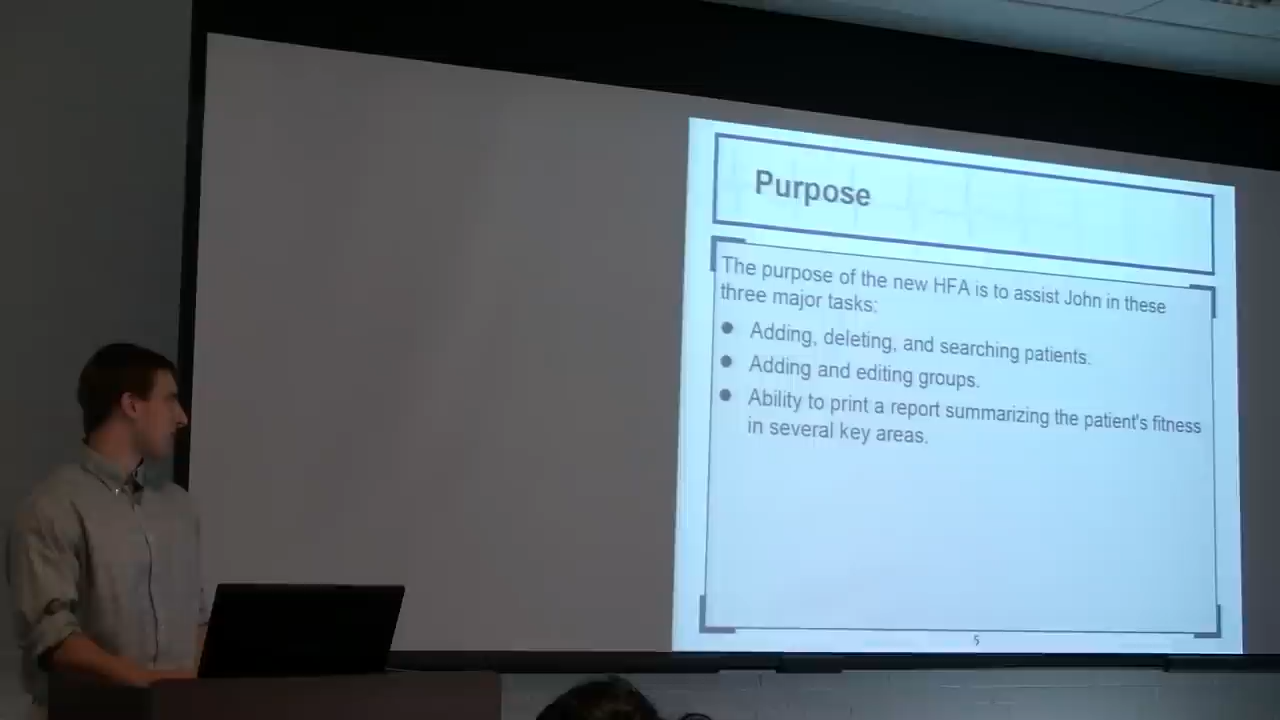 Purpose
The purpose of the new HFA is to assist John in these
three major tasks:
● Adding, deleting, and searching patients.
● Adding and editing groups.
● Ability to print a report summarizing the patient's fitness
in several key areas.
5